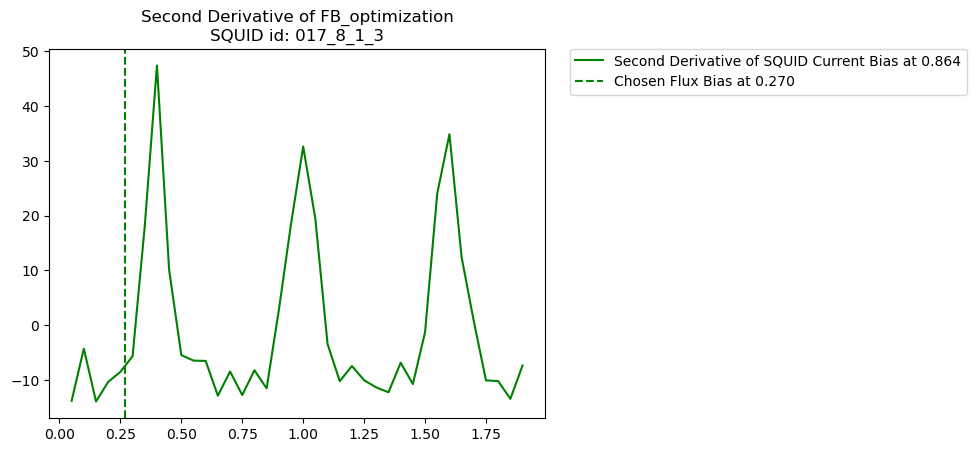 Second Derivative of FB_optimization
SQUID id: 017_8_1_3
Second Derivative of SQUID Current Bias at 0.864
Chosen Flux Bias at 0.270
50
40
30
20
10
0
−10
0.00 0.25 0.50 0.75 1.00 1.25 1.50 1.75